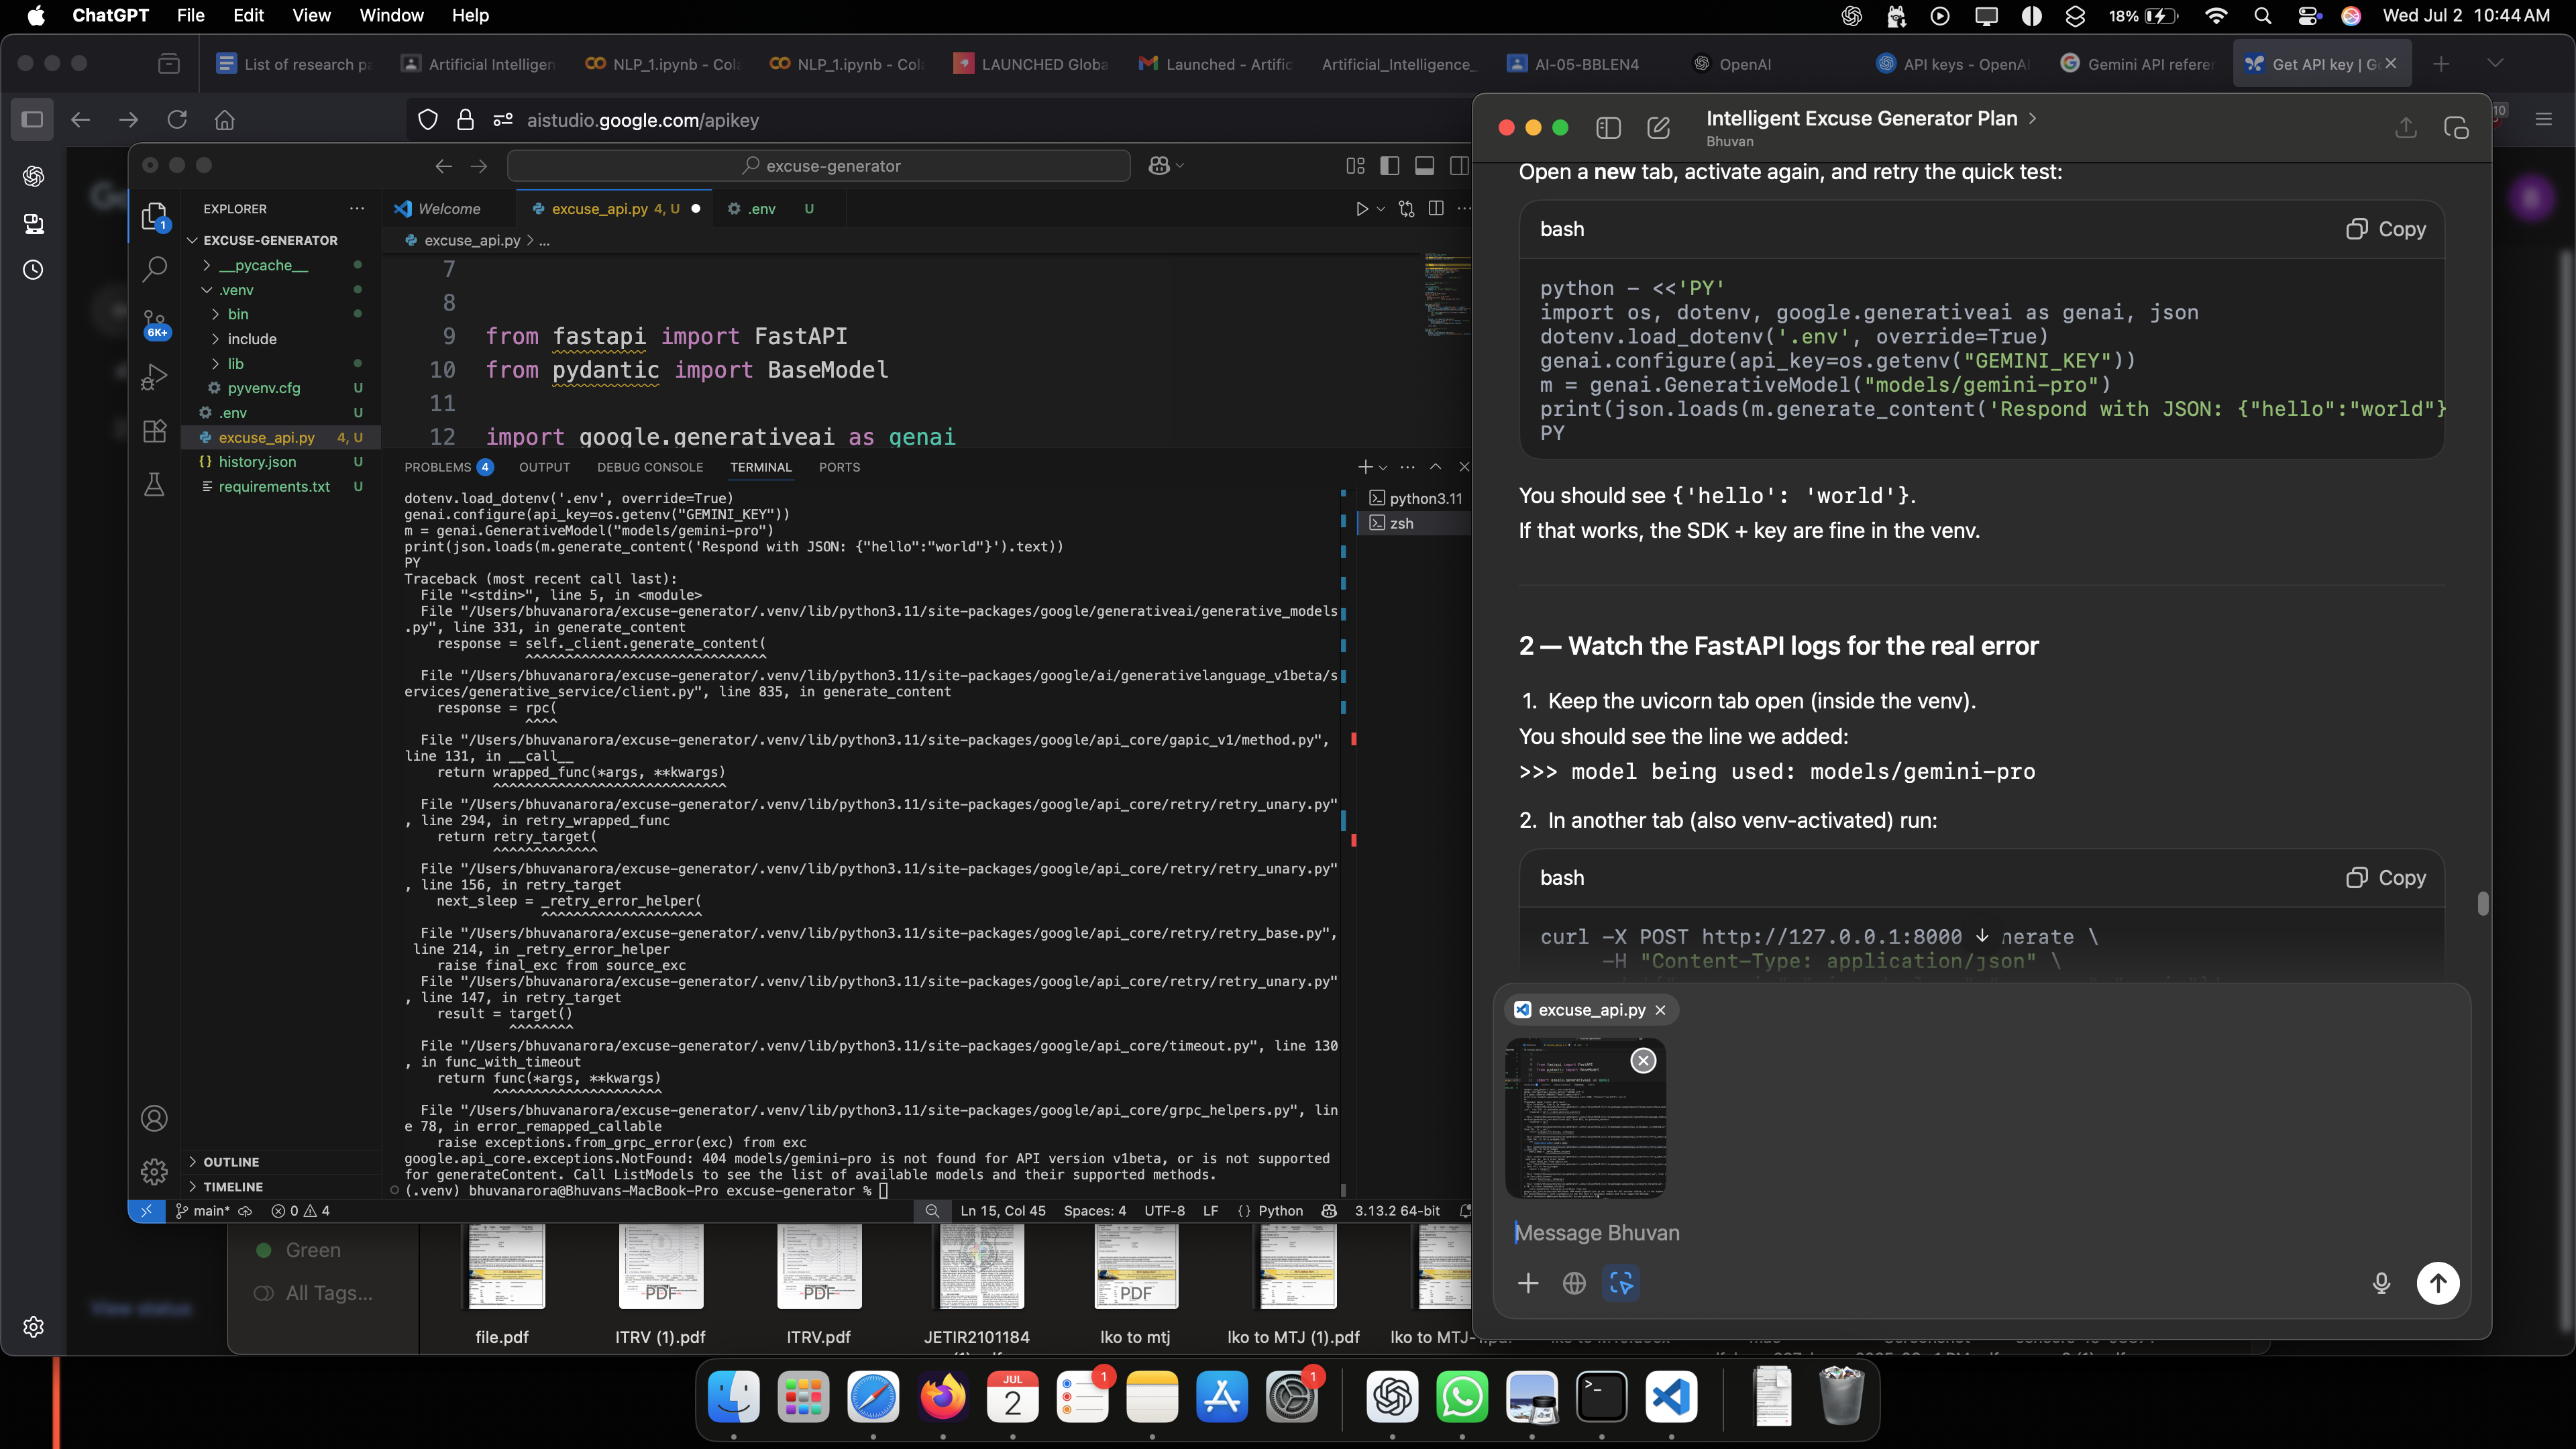 ChatGPT File Edit View Window Help
18% Wed Jul 2 10:44 AM
List of research pa
Artificial Intelligen
NLP_1.ipynb - Cola
NLP_1.ipynb - Cola
LAUNCHED Globa
Launched - Artific
Artificial_Intelligence_
AI-05-BBLEN4
OpenAI
API keys - OpenAI
Gemini API referen
Get API key | G
aistudio.google.com/apikey
10
excuse-generator
EXPLORER
EXCUSE-GENERATOR
__pycache__
.venv
bin
include
lib
pyvenv.cfg U
.env U
excuse_api.py 4, U
history.json U
requirements.txt U
OUTLINE
TIMELINE
1
6K+
Welcome
excuse_api.py 4, U
.env U
excuse_api.py > ...
7
8
9 from fastapi import FastAPI
10 from pydantic import BaseModel
11
12 import google.generativeai as genai
PROBLEMS 4 OUTPUT DEBUG CONSOLE TERMINAL PORTS
python3.11
zsh
dotenv.load_dotenv('.env', override=True)
genai.configure(api_key=os.getenv("GEMINI_KEY"))
m = genai.GenerativeModel("models/gemini-pro")
print(json.loads(m.generate_content('Respond with JSON: {"hello":"world"}').text))
PY
Traceback (most recent call last):
File "<stdin>", line 5, in <module>
File "/Users/bhuvanarora/excuse-generator/.venv/lib/python3.11/site-packages/google/generativeai/generative_models
.py", line 331, in generate_content
response = self._client.generate_content(
^^^^^^^^^^^^^^^^^^^^^^^^^^^^^
File "/Users/bhuvanarora/excuse-generator/.venv/lib/python3.11/site-packages/google/ai/generativelanguage_v1beta/s
ervices/generative_service/client.py", line 835, in generate_content
response = rpc(
^^^^
File "/Users/bhuvanarora/excuse-generator/.venv/lib/python3.11/site-packages/google/api_core/gapic_v1/method.py",
line 131, in __call__
return wrapped_func(*args, **kwargs)
^^^^^^^^^^^^^^^^^^^^^^^^^^^^
File "/Users/bhuvanarora/excuse-generator/.venv/lib/python3.11/site-packages/google/api_core/retry/retry_unary.py"
, line 294, in retry_wrapped_func
return retry_target(
^^^^^^^^^^^^^
File "/Users/bhuvanarora/excuse-generator/.venv/lib/python3.11/site-packages/google/api_core/retry/retry_unary.py"
, line 156, in retry_target
next_sleep = _retry_error_helper(
^^^^^^^^^^^^^^^^^^^^
File "/Users/bhuvanarora/excuse-generator/.venv/lib/python3.11/site-packages/google/api_core/retry/retry_base.py",
line 214, in _retry_error_helper
raise final_exc from source_exc
File "/Users/bhuvanarora/excuse-generator/.venv/lib/python3.11/site-packages/google/api_core/retry/retry_unary.py"
, line 147, in retry_target
result = target()
^^^^^^^^
File "/Users/bhuvanarora/excuse-generator/.venv/lib/python3.11/site-packages/google/api_core/timeout.py", line 130
, in func_with_timeout
return func(*args, **kwargs)
^^^^^^^^^^^^^^^^^^^^^
File "/Users/bhuvanarora/excuse-generator/.venv/lib/python3.11/site-packages/google/api_core/grpc_helpers.py", lin
e 78, in error_remapped_callable
raise exceptions.from_grpc_error(exc) from exc
google.api_core.exceptions.NotFound: 404 models/gemini-pro is not found for API version v1beta, or is not supported
for generateContent. Call ListModels to see the list of available models and their supported methods.
(.venv) bhuvanarora@Bhuvans-MacBook-Pro excuse-generator %
main* 0 4 Ln 15, Col 45 Spaces: 4 UTF-8 LF {} Python 3.13.2 64-bit
Intelligent Excuse Generator Plan >
Bhuvan
Open a new tab, activate again, and retry the quick test:
bash Copy
python - <<'PY'
import os, dotenv, google.generativeai as genai, json
dotenv.load_dotenv('.env', override=True)
genai.configure(api_key=os.getenv("GEMINI_KEY"))
m = genai.GenerativeModel("models/gemini-pro")
print(json.loads(m.generate_content('Respond with JSON: {"hello":"world"}
PY
You should see {'hello': 'world'}.
If that works, the SDK + key are fine in the venv.
2 — Watch the FastAPI logs for the real error
1. Keep the uvicorn tab open (inside the venv).
You should see the line we added:
>>> model being used: models/gemini-pro
2. In another tab (also venv-activated) run:
bash Copy
curl -X POST http://127.0.0.1:8000 nerate \
-H "Content-Type: application/json" \
excuse_api.py
Message Bhuvan
Green
All Tags...
View status
PDF
PDF
PDF
file.pdf
ITRV (1).pdf
ITRV.pdf
JETIR2101184
lko to mtj
lko to MTJ (1).pdf
JUL
2
1
1